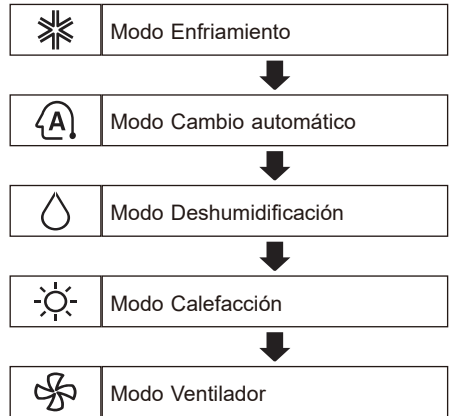 Modo Enfriamiento
A
Modo Cambio automático
Modo Deshumidificación
Modo Calefacción
Modo Ventilador